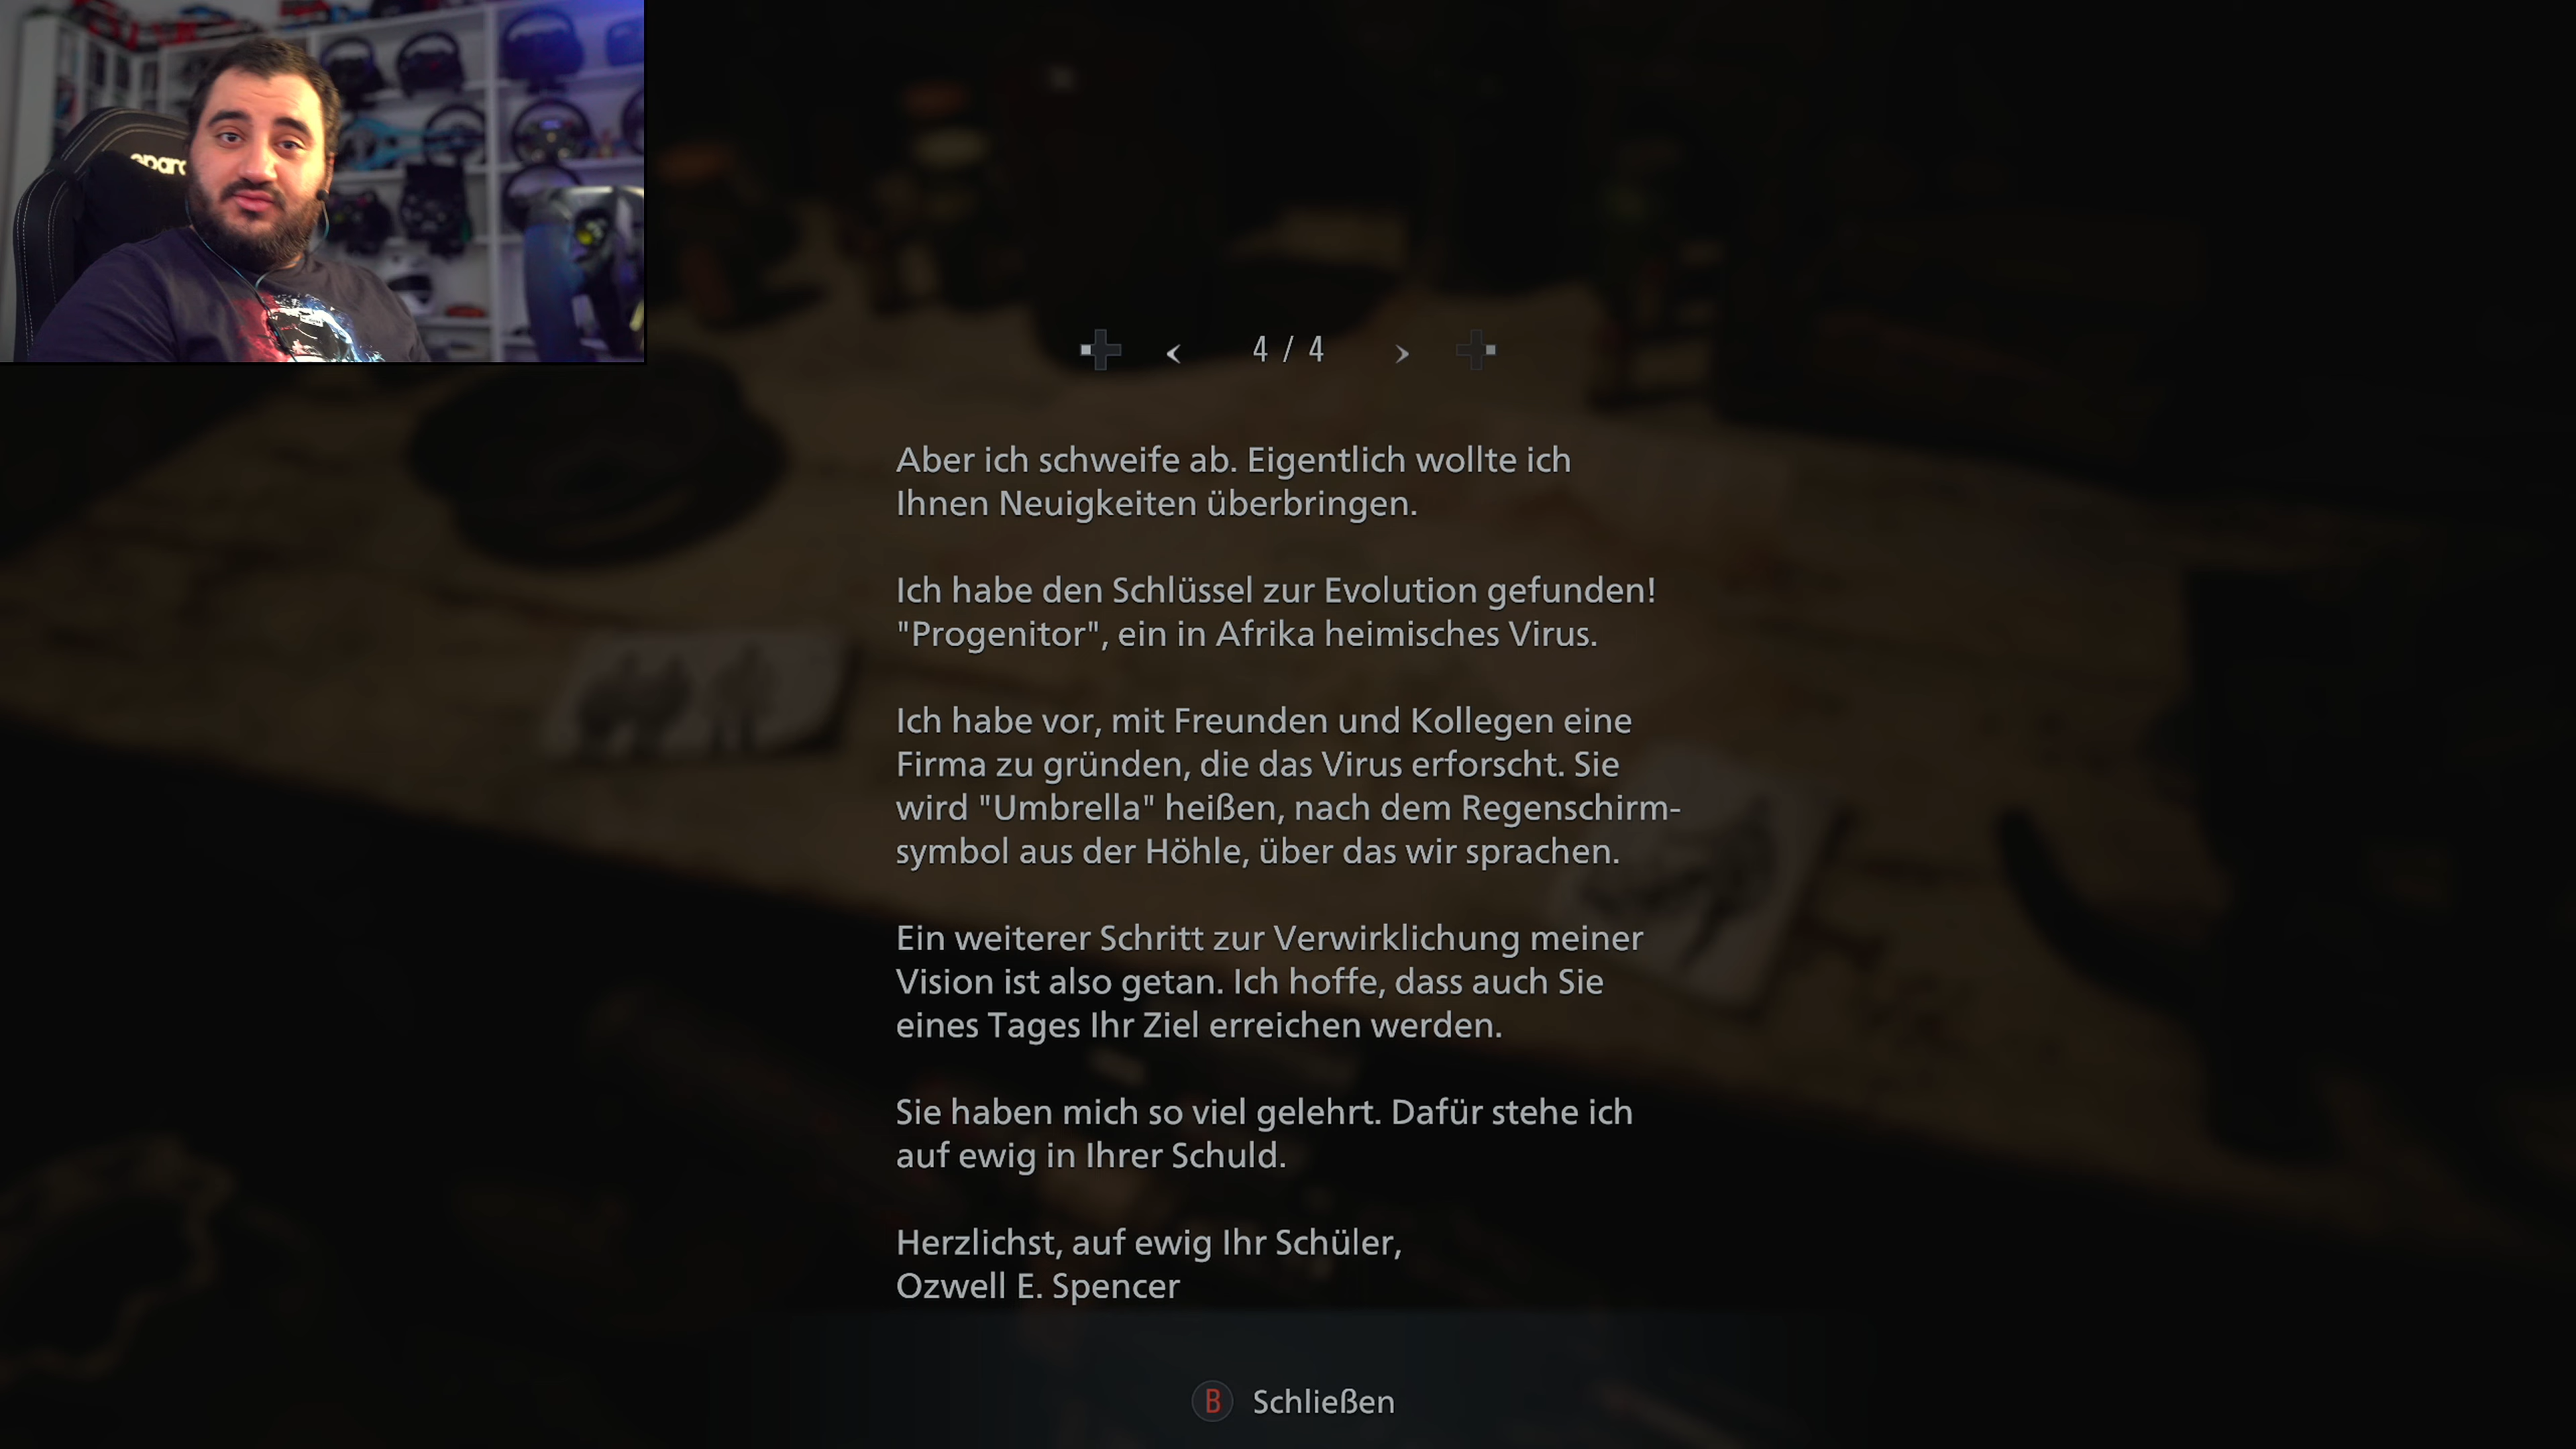 4 / 4
Aber ich schweife ab. Eigentlich wollte ich
Ihnen Neuigkeiten überbringen.
Ich habe den Schlüssel zur Evolution gefunden!
"Progenitor", ein in Afrika heimisches Virus.
Ich habe vor, mit Freunden und Kollegen eine
Firma zu gründen, die das Virus erforscht. Sie
wird "Umbrella" heißen, nach dem Regenschirm-
symbol aus der Höhle, über das wir sprachen.
Ein weiterer Schritt zur Verwirklichung meiner
Vision ist also getan. Ich hoffe, dass auch Sie
eines Tages Ihr Ziel erreichen werden.
Sie haben mich so viel gelehrt. Dafür stehe ich
auf ewig in Ihrer Schuld.
Herzlichst, auf ewig Ihr Schüler,
Ozwell E. Spencer
B Schließen